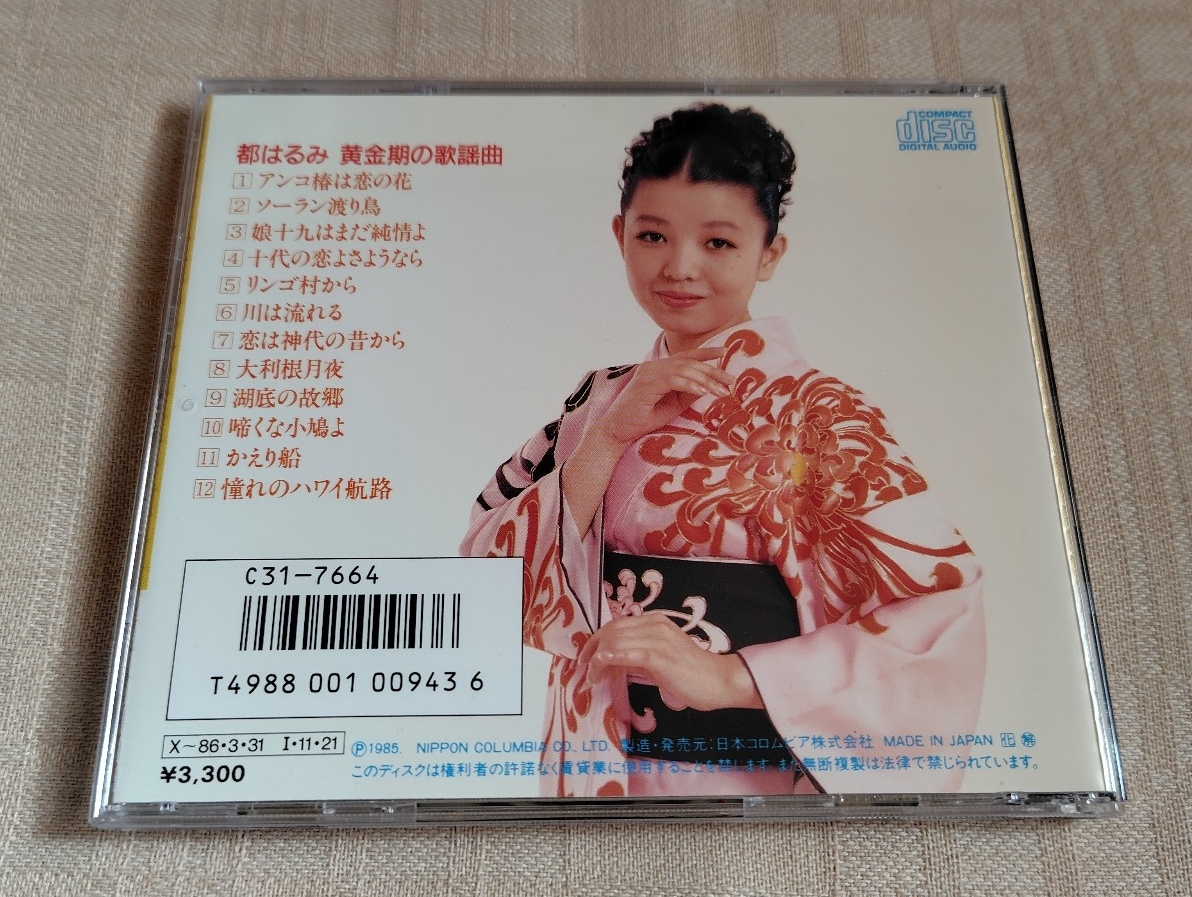 COMPACT
disc
DIGITAL AUDIO
都はるみ 黄金期の歌謡曲
1 アンコ椿は恋の花
2 ソーラン渡り鳥
3 娘十九はまだ純情よ
4 十代の恋よさようなら
5 リンゴ村から
6 川は流れる
7 恋は神代の昔から
8 大利根月夜
9 湖底の故郷
10 啼くな小鳩よ
11 かえり船
12 憧れのハワイ航路
C31-7664
T4988 001 00943 6
X~86・3・31 I・11・21
¥3,300
Ⓟ1985. NIPPON COLUMBIA CO., LTD. 製造・発売元:日本コロムビア株式会社 MADE IN JAPAN
このディスクは権利者の許諾なく賃貸業に使用することを禁じます。また無断複製は法律で禁じられています。